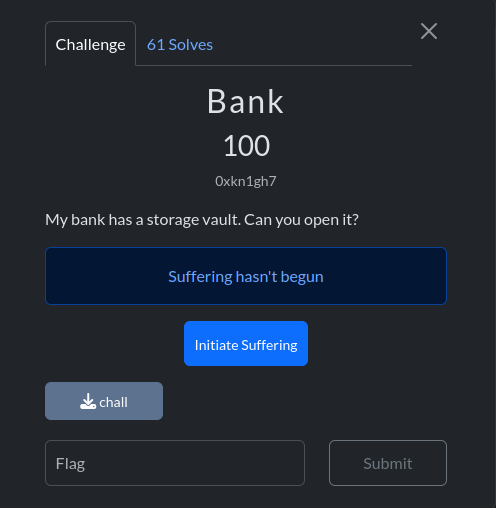 Challenge
61 Solves
Bank
100
0xkn1gh7
My bank has a storage vault. Can you open it?
Suffering hasn't begun
Initiate Suffering
chall
Flag
Submit